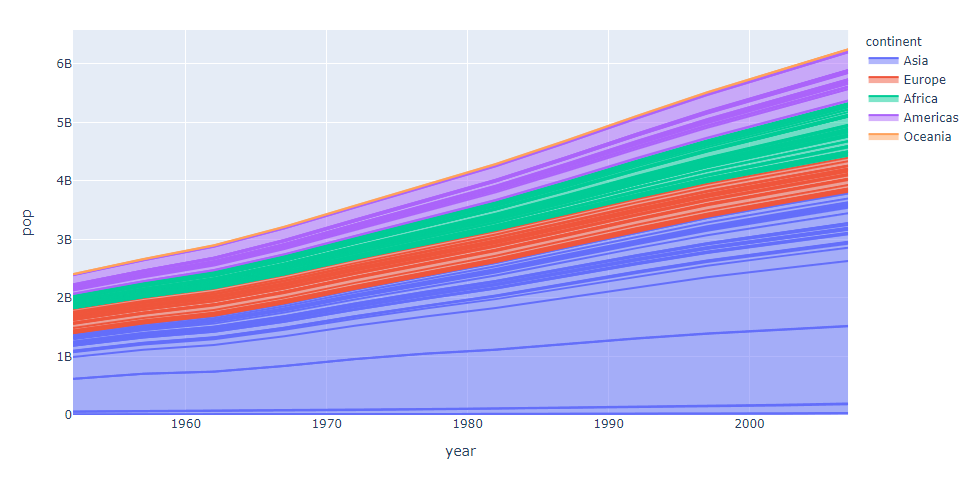 continent
Asia
Europe
Africa
Americas
Oceania
pop
6B
5B
4B
3B
2B
1B
0
1960 1970 1980 1990 2000
year